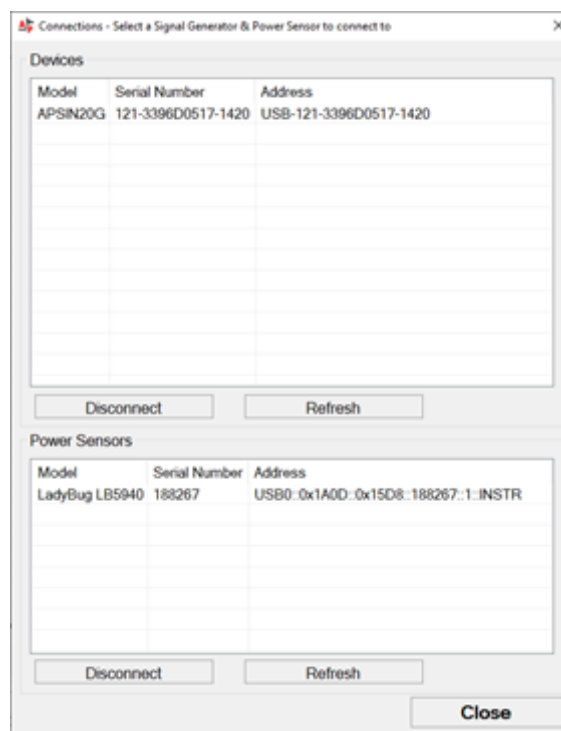 Connections - Select a Signal Generator & Power Sensor to connect to
Devices
Model Serial Number Address
APSIN20G 121-3396D0517-1420 USB-121-3396D0517-1420
Disconnect Refresh
Power Sensors
Model Serial Number Address
LadyBug LB5940 188267 USB0::0x1A0D::0x15D8::188267::1::INSTR
Disconnect Refresh
Close